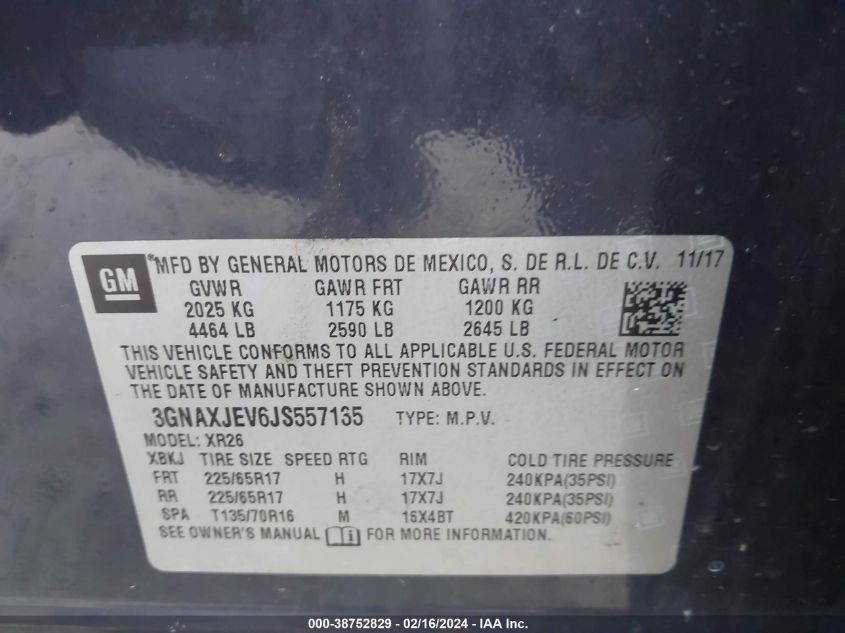 GM
*MFD BY GENERAL MOTORS DE MEXICO, S. DE R.L. DE C.V. 11/17
GVWR GAWR FRT GAWR RR
2025 KG 1175 KG 1200 KG
4464 LB 2590 LB 2645 LB
THIS VEHICLE CONFORMS TO ALL APPLICABLE U.S. FEDERAL MOTOR
VEHICLE SAFETY AND THEFT PREVENTION STANDARDS IN EFFECT ON
THE DATE OF MANUFACTURE SHOWN ABOVE.
3GNAXJEV6JS557135 TYPE: M.P.V.
MODEL: XR26
XBKJ TIRE SIZE SPEED RTG RIM COLD TIRE PRESSURE
FRT 225/65R17 H 17X7J 240KPA(35PSI)
RR 225/65R17 H 17X7J 240KPA(35PSI)
SPA T135/70R16 M 16X4BT 420KPA(60PSI)
SEE OWNER'S MANUAL FOR MORE INFORMATION.
000-38752829 - 02/16/2024 - IAA Inc.